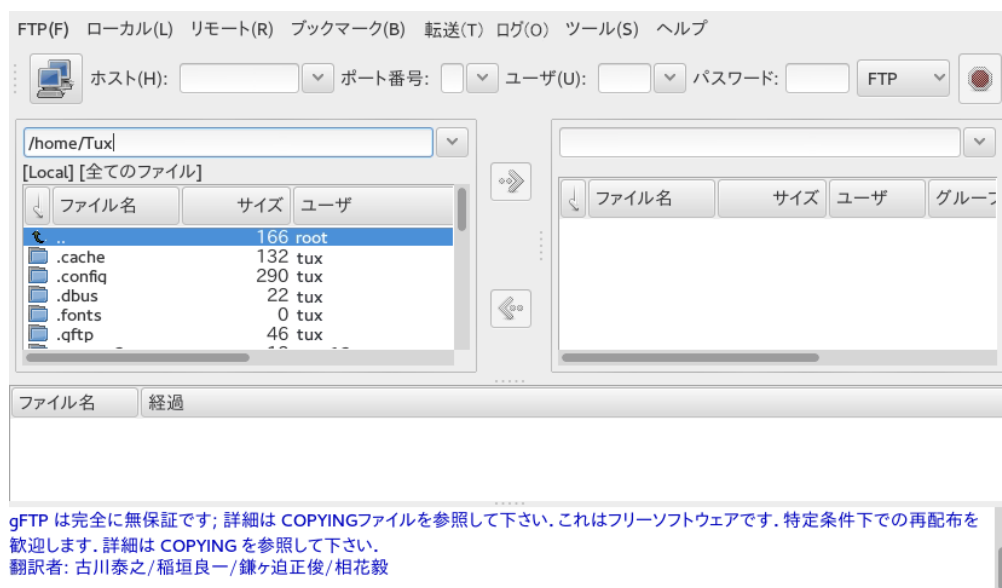 FTP(F) ローカル(L) リモート(R) ブックマーク(B) 転送(T) ログ(O) ツール(S) ヘルプ
ホスト(H): ポート番号: ユーザ(U): パスワード: FTP
/home/Tux
[Local] [全てのファイル]
ファイル名 サイズ ユーザ
.. 166 root
.cache 132 tux
.config 290 tux
.dbus 22 tux
.fonts 0 tux
.gftp 46 tux
ファイル名 サイズ ユーザ グループ
ファイル名 経過
gFTP は完全に無保証です; 詳細は COPYINGファイルを参照して下さい. これはフリーソフトウェアです. 特定条件下での再配布を
歓迎します. 詳細は COPYING を参照して下さい.
翻訳者: 古川泰之/稲垣良一/鎌ヶ迫正俊/相花毅